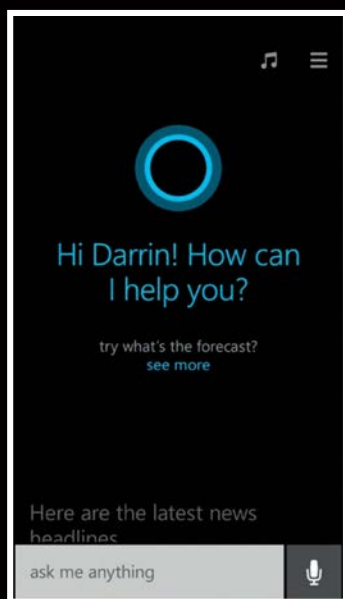 Hi Darrin! How can
I help you?
try what's the forecast?
see more
Here are the latest news
headlines
ask me anything